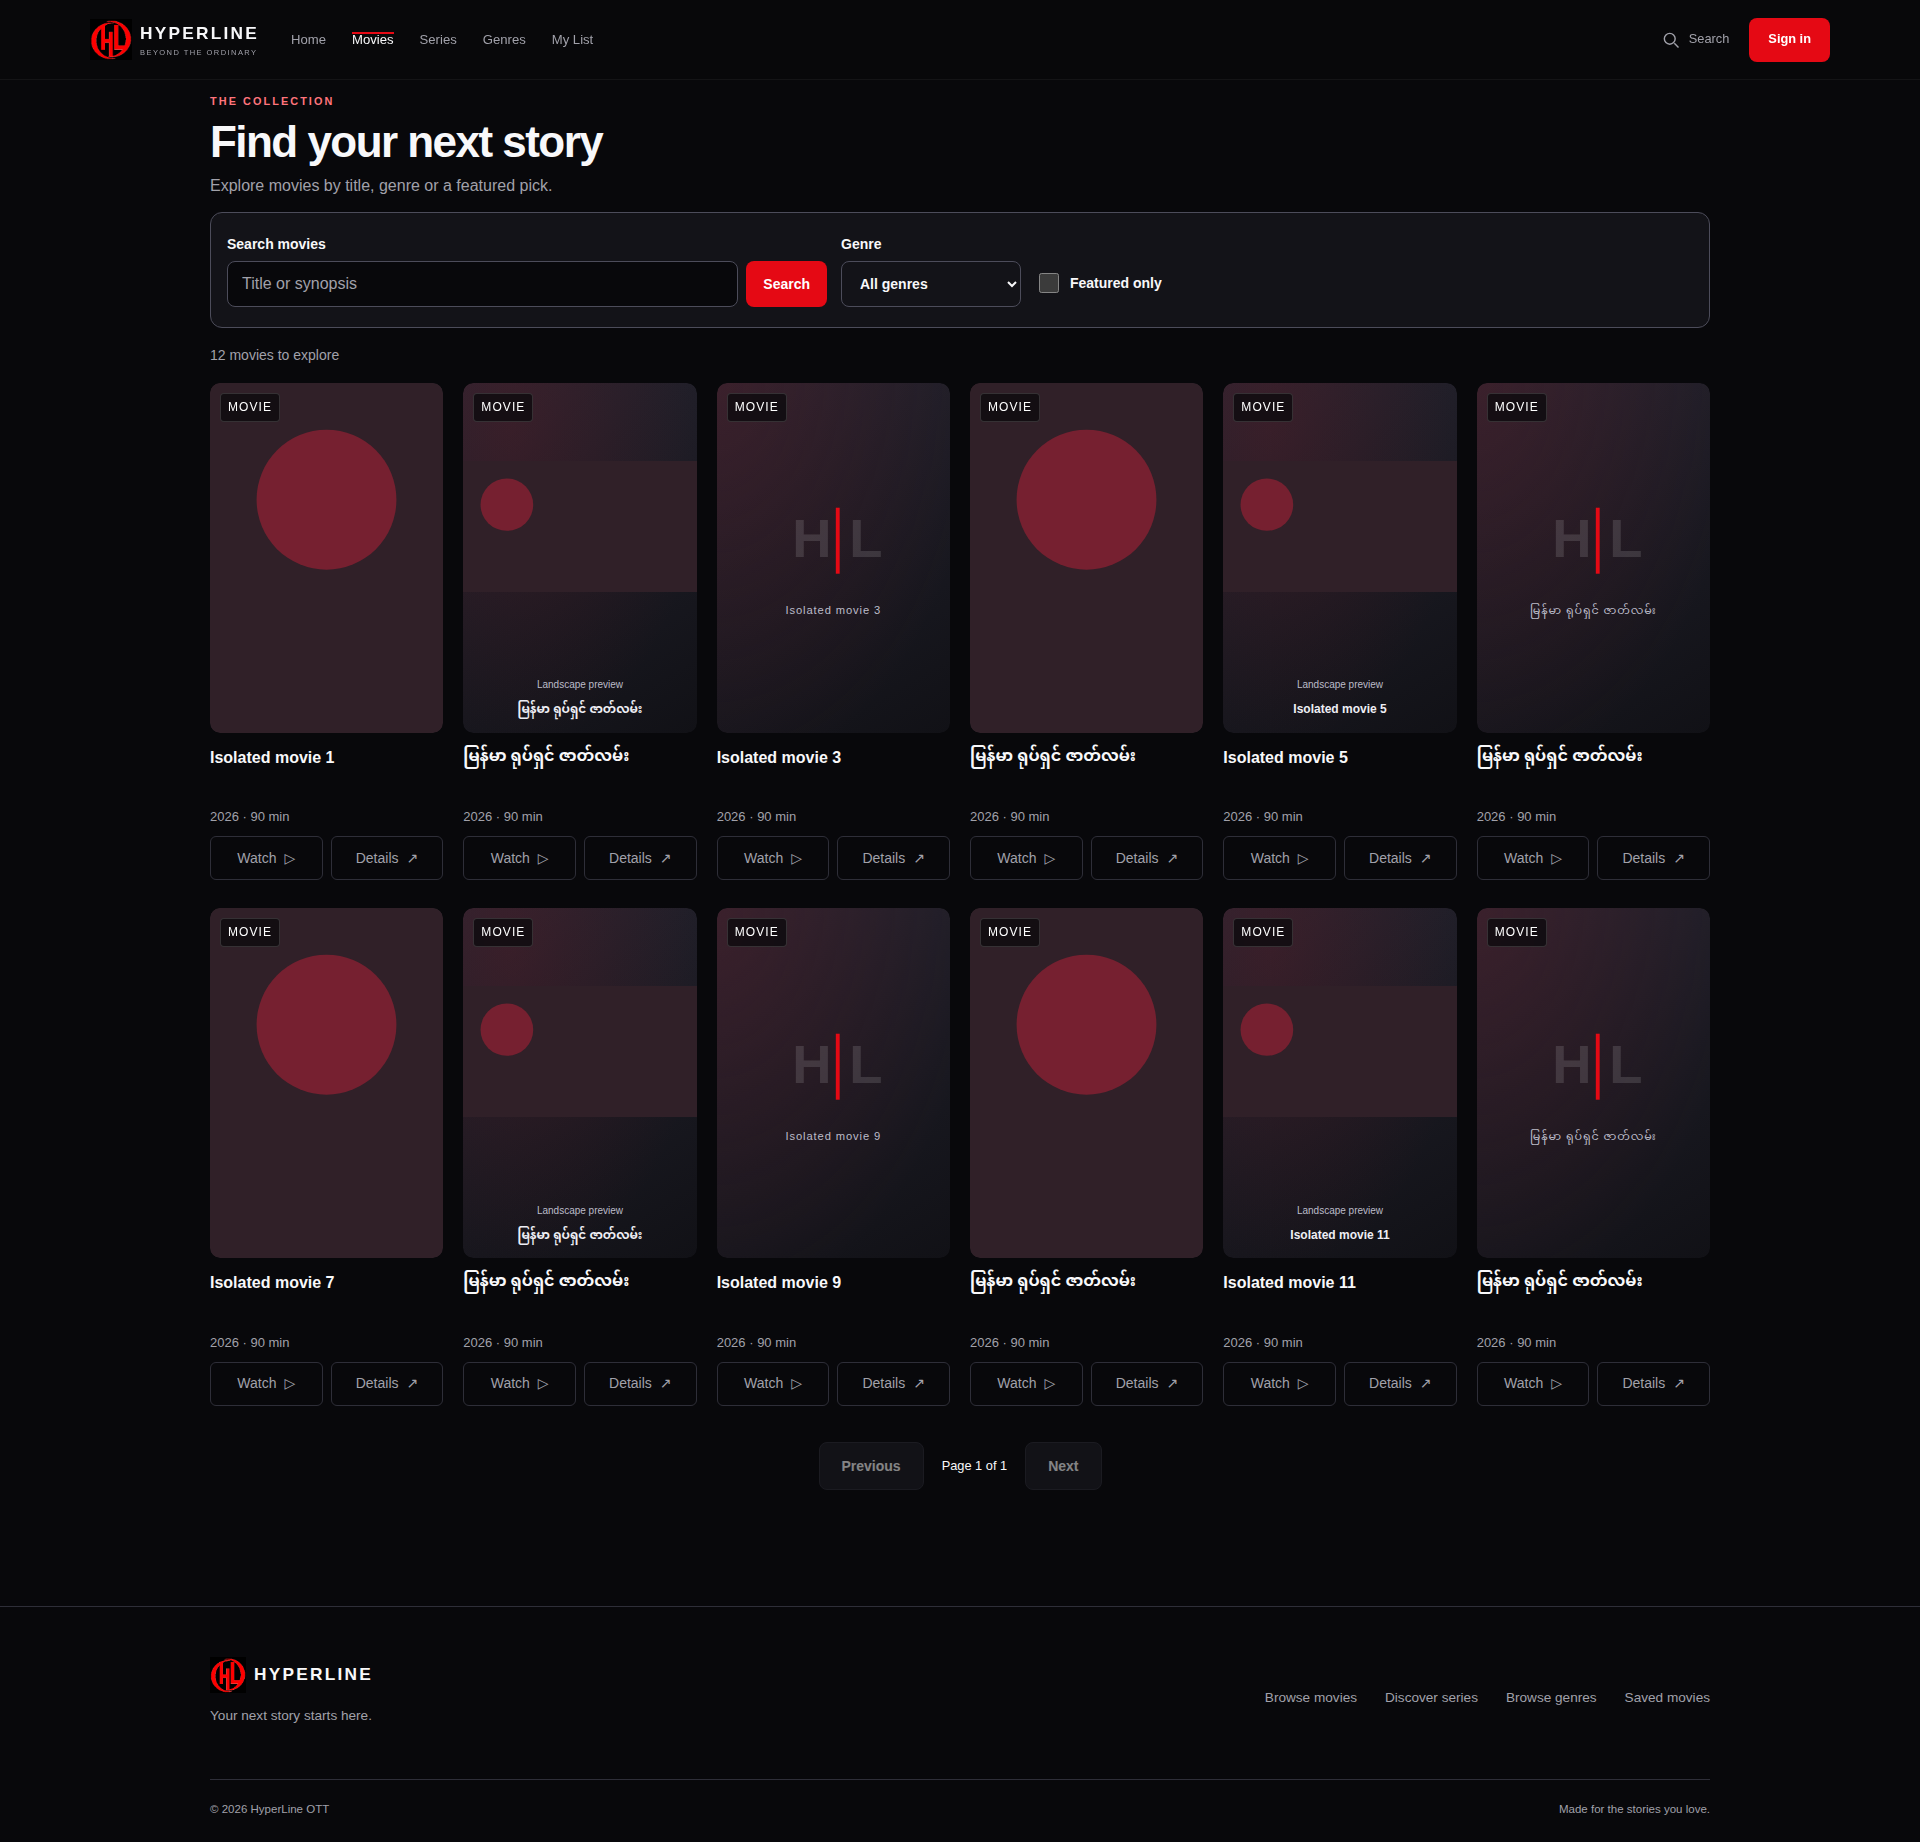 HYPERLINE
BEYOND THE ORDINARY
Home Movies Series Genres My List
Search Sign in
THE COLLECTION
Find your next story
Explore movies by title, genre or a featured pick.
Search movies Genre
Title or synopsis Search All genres Featured only
12 movies to explore
MOVIE MOVIE MOVIE MOVIE MOVIE MOVIE
H L H L
Isolated movie 3 မြန်မာ ရုပ်ရှင် ဇာတ်လမ်း
Landscape preview Landscape preview
မြန်မာ ရုပ်ရှင် ဇာတ်လမ်း Isolated movie 5
Isolated movie 1 မြန်မာ ရုပ်ရှင် ဇာတ်လမ်း Isolated movie 3 မြန်မာ ရုပ်ရှင် ဇာတ်လမ်း Isolated movie 5 မြန်မာ ရုပ်ရှင် ဇာတ်လမ်း
2026 · 90 min 2026 · 90 min 2026 · 90 min 2026 · 90 min 2026 · 90 min 2026 · 90 min
Watch ▷ Details ↗ Watch ▷ Details ↗ Watch ▷ Details ↗ Watch ▷ Details ↗ Watch ▷ Details ↗ Watch ▷ Details ↗
MOVIE MOVIE MOVIE MOVIE MOVIE MOVIE
H L H L
Isolated movie 9 မြန်မာ ရုပ်ရှင် ဇာတ်လမ်း
Landscape preview Landscape preview
မြန်မာ ရုပ်ရှင် ဇာတ်လမ်း Isolated movie 11
Isolated movie 7 မြန်မာ ရုပ်ရှင် ဇာတ်လမ်း Isolated movie 9 မြန်မာ ရုပ်ရှင် ဇာတ်လမ်း Isolated movie 11 မြန်မာ ရုပ်ရှင် ဇာတ်လမ်း
2026 · 90 min 2026 · 90 min 2026 · 90 min 2026 · 90 min 2026 · 90 min 2026 · 90 min
Watch ▷ Details ↗ Watch ▷ Details ↗ Watch ▷ Details ↗ Watch ▷ Details ↗ Watch ▷ Details ↗ Watch ▷ Details ↗
Previous Page 1 of 1 Next
HYPERLINE
Your next story starts here.
Browse movies Discover series Browse genres Saved movies
© 2026 HyperLine OTT Made for the stories you love.